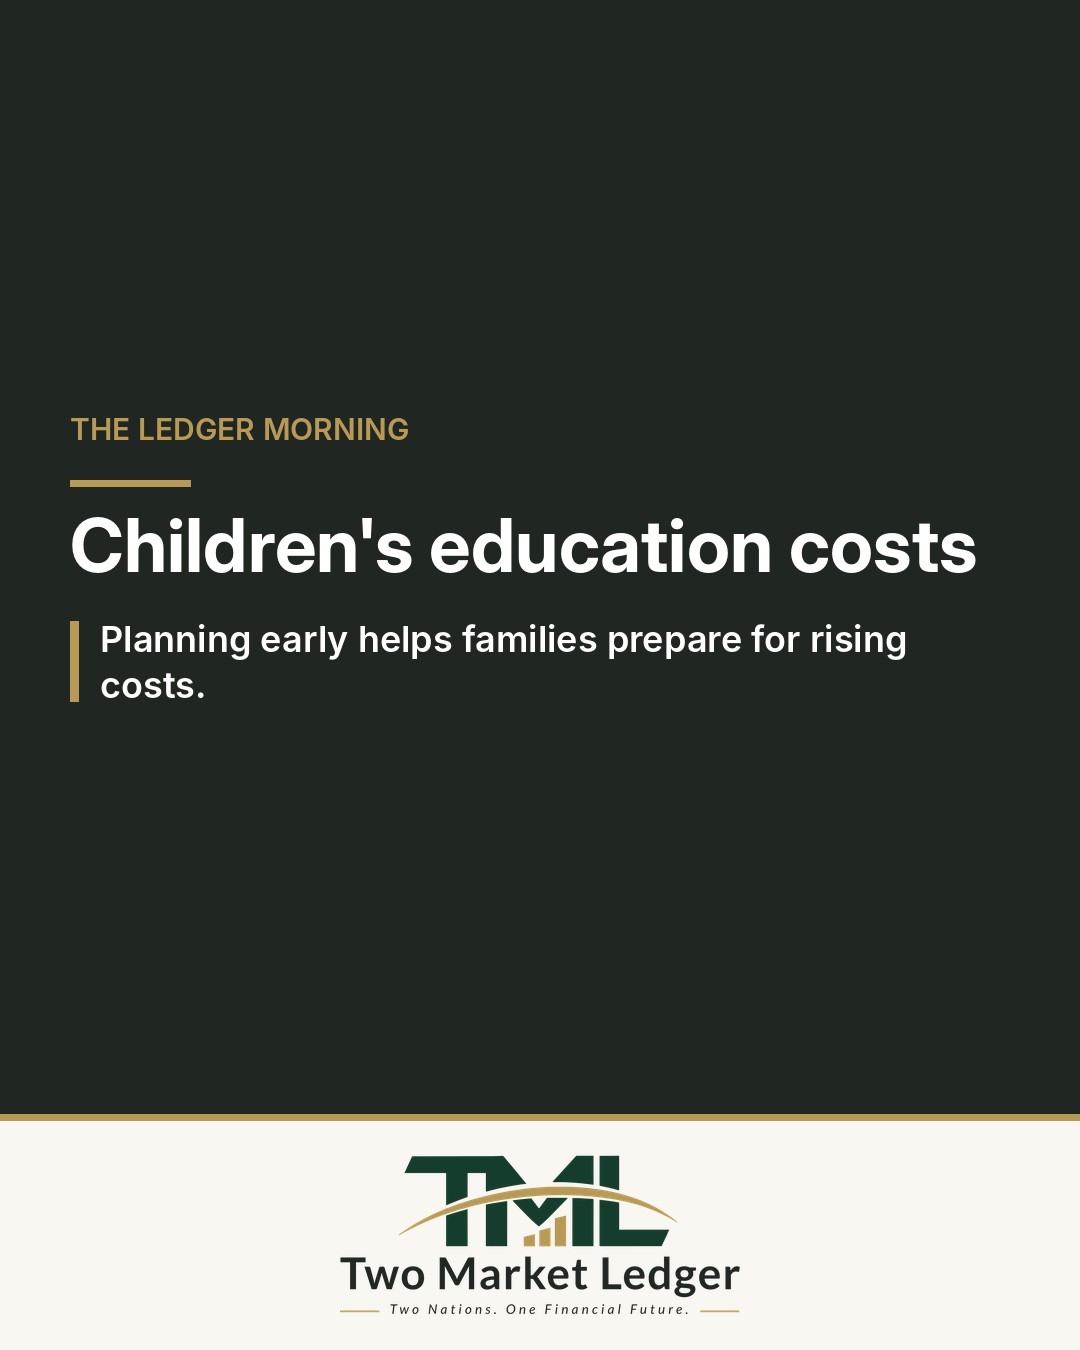 THE LEDGER MORNING
Children's education costs
Planning early helps families prepare for rising
costs.
TML
Two Market Ledger
Two Nations. One Financial Future.